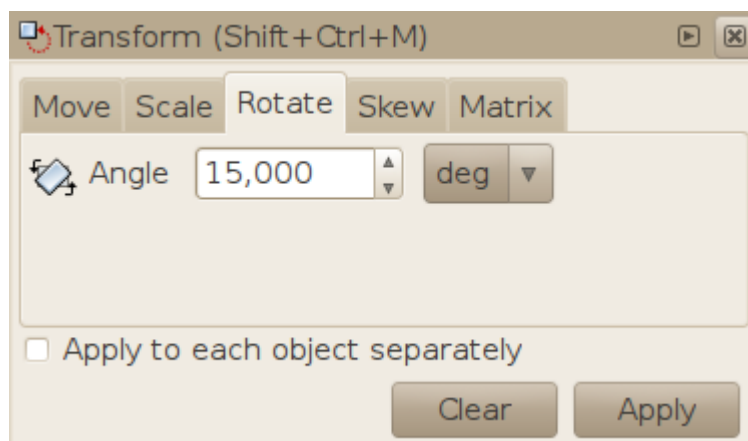 Transform (Shift+Ctrl+M)
Move Scale Rotate Skew Matrix
Angle 15,000 deg
Apply to each object separately
Clear Apply